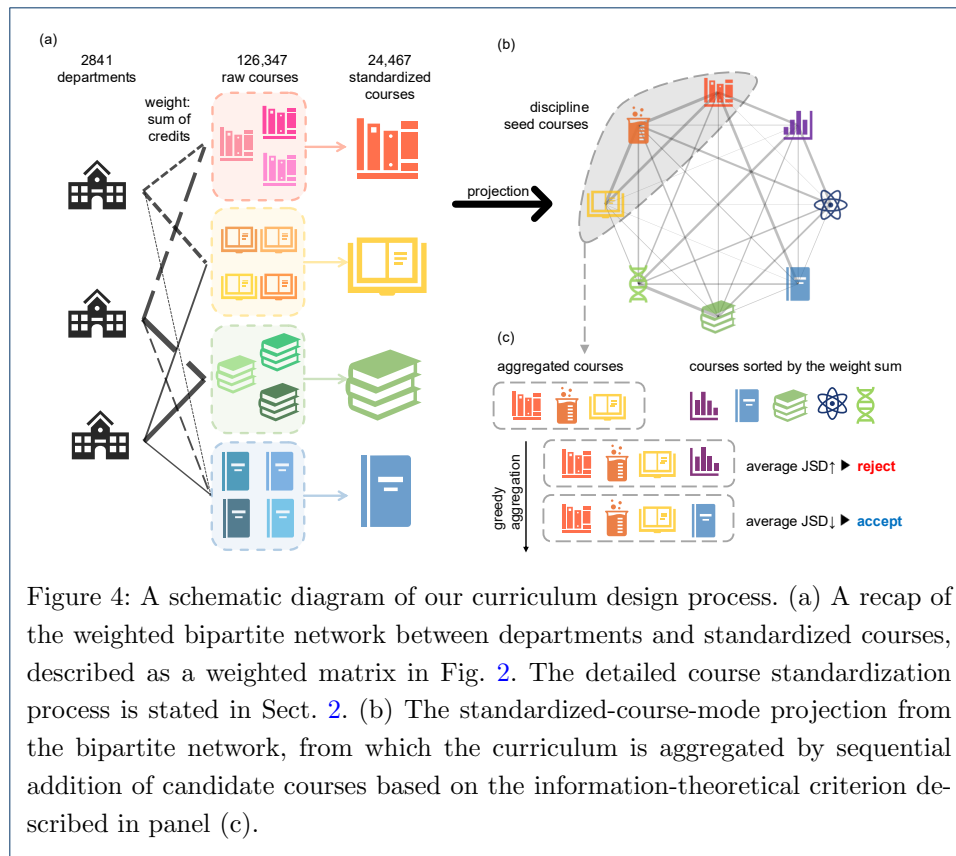 (a)
2841
departments
126,347
raw courses
24,467
standardized
courses
weight:
sum of
credits
projection
(b)
discipline
seed courses
(c)
aggregated courses
courses sorted by the weight sum
greedy
aggregation
average JSD↑ ▶ reject
average JSD↓ ▶ accept
Figure 4: A schematic diagram of our curriculum design process. (a) A recap of
the weighted bipartite network between departments and standardized courses,
described as a weighted matrix in Fig. 2. The detailed course standardization
process is stated in Sect. 2. (b) The standardized-course-mode projection from
the bipartite network, from which the curriculum is aggregated by sequential
addition of candidate courses based on the information-theoretical criterion de-
scribed in panel (c).